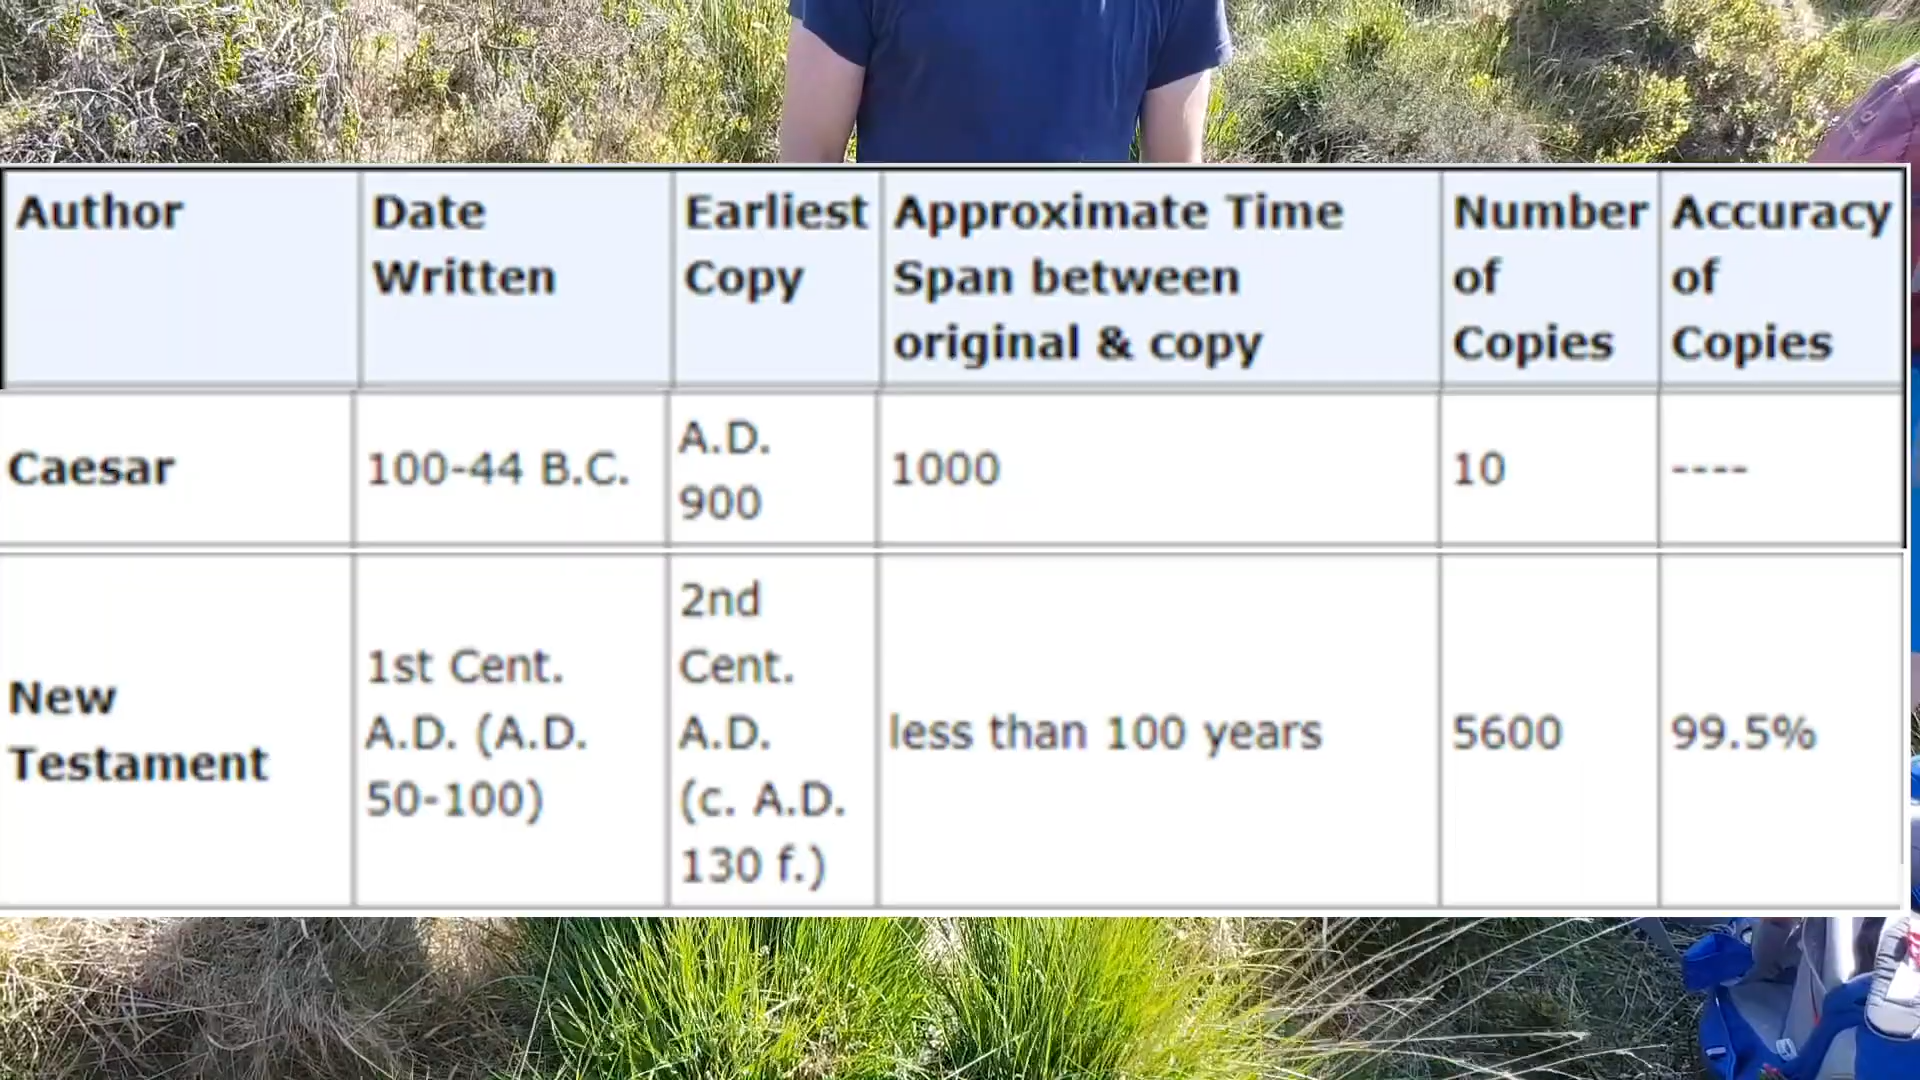 Author
Date
Written
Earliest
Copy
Approximate Time
Span between
original & copy
Number
of
Copies
Accuracy
of
Copies
Caesar
100-44 B.C.
A.D.
900
1000
10
----
New
Testament
1st Cent.
A.D. (A.D.
50-100)
2nd
Cent.
A.D.
(c. A.D.
130 f.)
less than 100 years
5600
99.5%